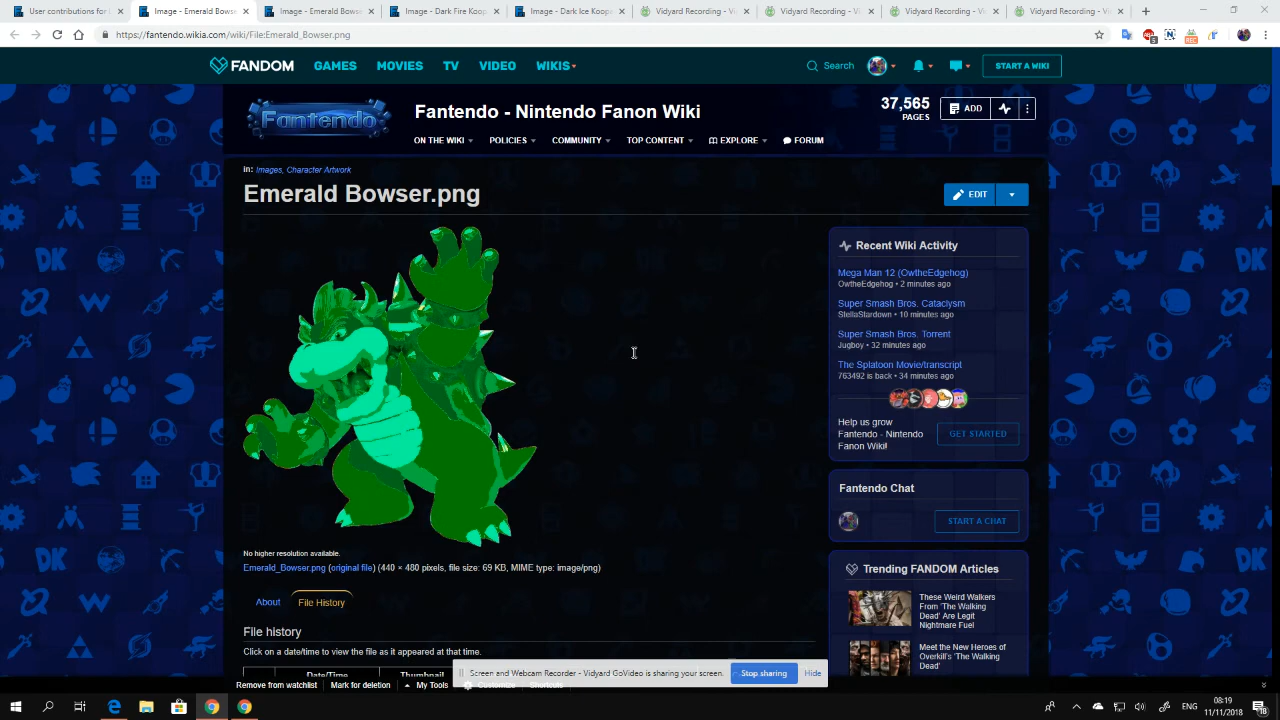 User contributions for
Image - Emerald Bows
Image - Emerald Bowse
Image - Dark Fire Koop
Image - Dark Ice Koopa
Vidyard Recording - Vi
Vidyard Recording - Vi
Vidyard Recording - Vi
Vidyard Recording - Vi
https://fantendo.wikia.com/wiki/File:Emerald_Bowser.png
FANDOM GAMES MOVIES TV VIDEO WIKIS Search START A WIKI
Fantendo
Fantendo - Nintendo Fanon Wiki
37,565
PAGES
ADD
ON THE WIKI POLICIES COMMUNITY TOP CONTENT EXPLORE FORUM
in: Images, Character Artwork
Emerald Bowser.png
EDIT
Recent Wiki Activity
Mega Man 12 (OwtheEdgehog)
OwtheEdgehog • 2 minutes ago
Super Smash Bros. Cataclysm
StellaStardown • 10 minutes ago
Super Smash Bros. Torrent
Jugboy • 32 minutes ago
The Splatoon Movie/transcript
763492 is back • 34 minutes ago
Help us grow
Fantendo - Nintendo
Fanon Wiki!
GET STARTED
Fantendo Chat
START A CHAT
Trending FANDOM Articles
These Weird Walkers
From 'The Walking
Dead' Are Legit
Nightmare Fuel
Meet the New Heroes of
Overkill's 'The Walking
Dead'
No higher resolution available.
Emerald_Bowser.png (original file) (440 × 480 pixels, file size: 69 KB, MIME type: image/png)
About File History
File history
Click on a date/time to view the file as it appeared at that time.
Date/Time Thumbnail
Screen and Webcam Recorder - Vidyard GoVideo is sharing your screen. Stop sharing Hide
Remove from watchlist Mark for deletion My Tools Customize Shortcuts
ENG
08:19
11/11/2018
18